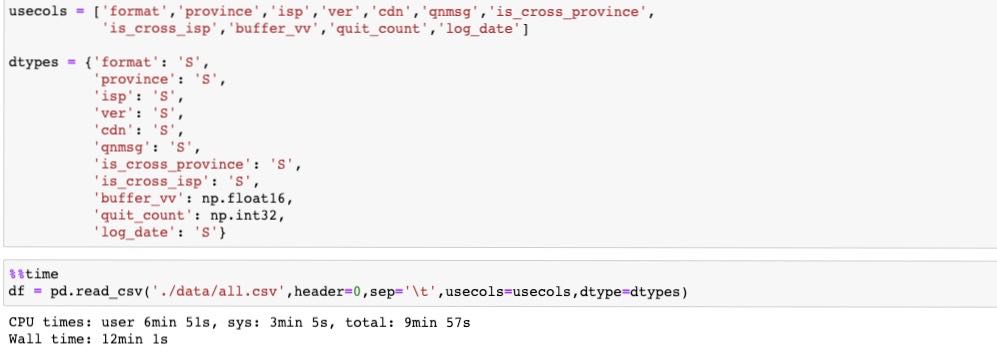 usecols = ['format','province','isp','ver','cdn','qnmsg','is_cross_province',
'is_cross_isp','buffer_vv','quit_count','log_date']
dtypes = {'format': 'S',
'province': 'S',
'isp': 'S',
'ver': 'S',
'cdn': 'S',
'qnmsg': 'S',
'is_cross_province': 'S',
'is_cross_isp': 'S',
'buffer_vv': np.float16,
'quit_count': np.int32,
'log_date': 'S'}
%%time
df = pd.read_csv('./data/all.csv',header=0,sep='\t',usecols=usecols,dtype=dtypes)
CPU times: user 6min 51s, sys: 3min 5s, total: 9min 57s
Wall time: 12min 1s